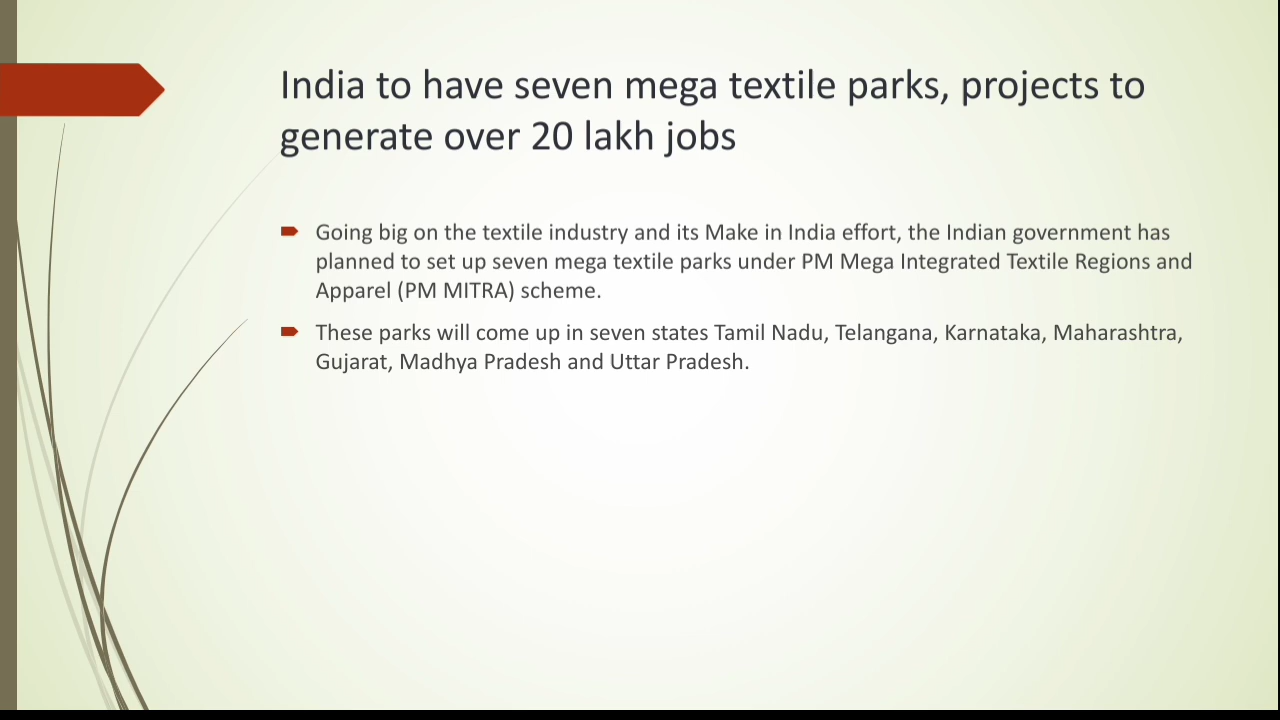 India to have seven mega textile parks, projects to
generate over 20 lakh jobs
Going big on the textile industry and its Make in India effort, the Indian government has
planned to set up seven mega textile parks under PM Mega Integrated Textile Regions and
Apparel (PM MITRA) scheme.
These parks will come up in seven states Tamil Nadu, Telangana, Karnataka, Maharashtra,
Gujarat, Madhya Pradesh and Uttar Pradesh.